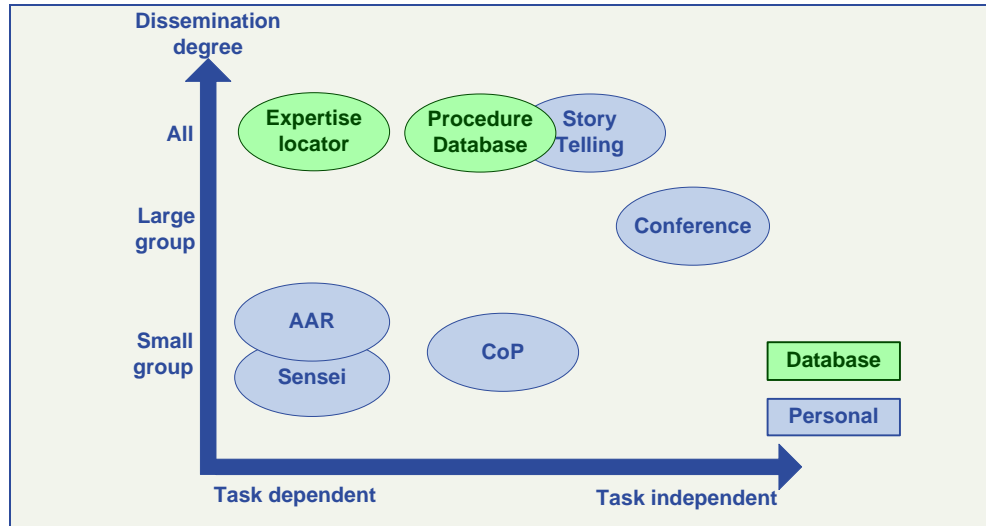 Dissemination
degree
All
Expertise
locator
Procedure
Database
Story
Telling
Large
group
Conference
Small
group
AAR
Sensei
CoP
Database
Personal
Task dependent
Task independent